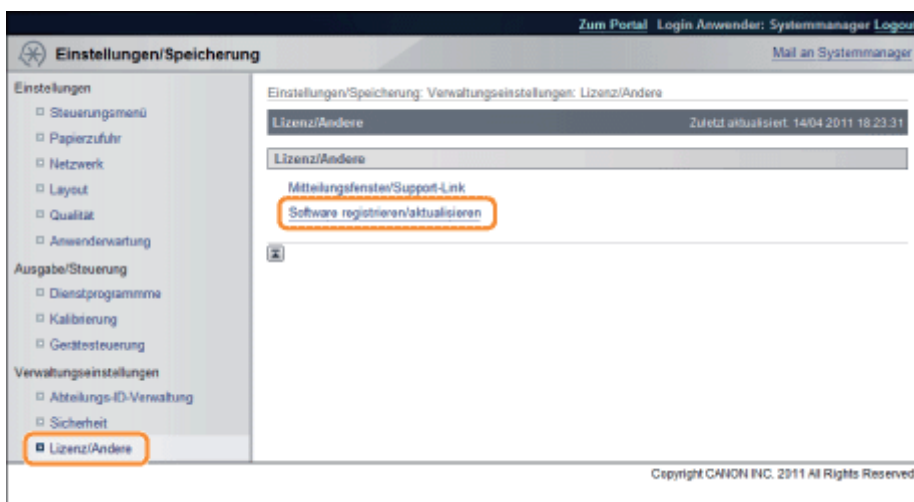 Zum Portal Login Anwender: Systemmanager Logou
Einstellungen/Speicherung
Mail an Systemmanager
Einstellungen
Steuerungsmenü
Papierzufuhr
Netzwerk
Layout
Qualität
Anwenderwartung
Ausgabe/Steuerung
Dienstprogrammme
Kalibrierung
Gerätesteuerung
Verwaltungseinstellungen
Abteilungs-ID-Verwaltung
Sicherheit
Lizenz/Andere
Einstellungen/Speicherung: Verwaltungseinstellungen: Lizenz/Andere
Lizenz/Andere Zuletzt aktualisiert: 14/04 2011 18:23:31
Lizenz/Andere
Mitteilungsfenster/Support-Link
Software registrieren/aktualisieren
Copyright CANON INC. 2011 All Rights Reserved